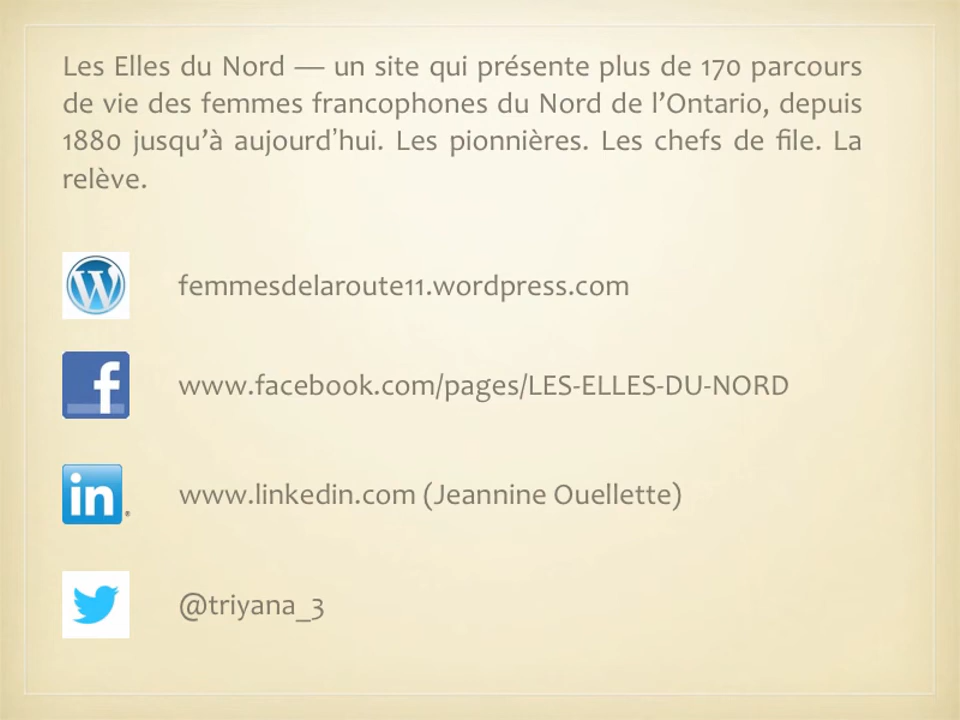 Les Elles du Nord — un site qui présente plus de 170 parcours
de vie des femmes francophones du Nord de l’Ontario, depuis
1880 jusqu’à aujourd’hui. Les pionnières. Les chefs de file. La
relève.
W femmesdelaroute11.wordpress.com
f www.facebook.com/pages/LES-ELLES-DU-NORD
in® www.linkedin.com (Jeannine Ouellette)
@triyana_3